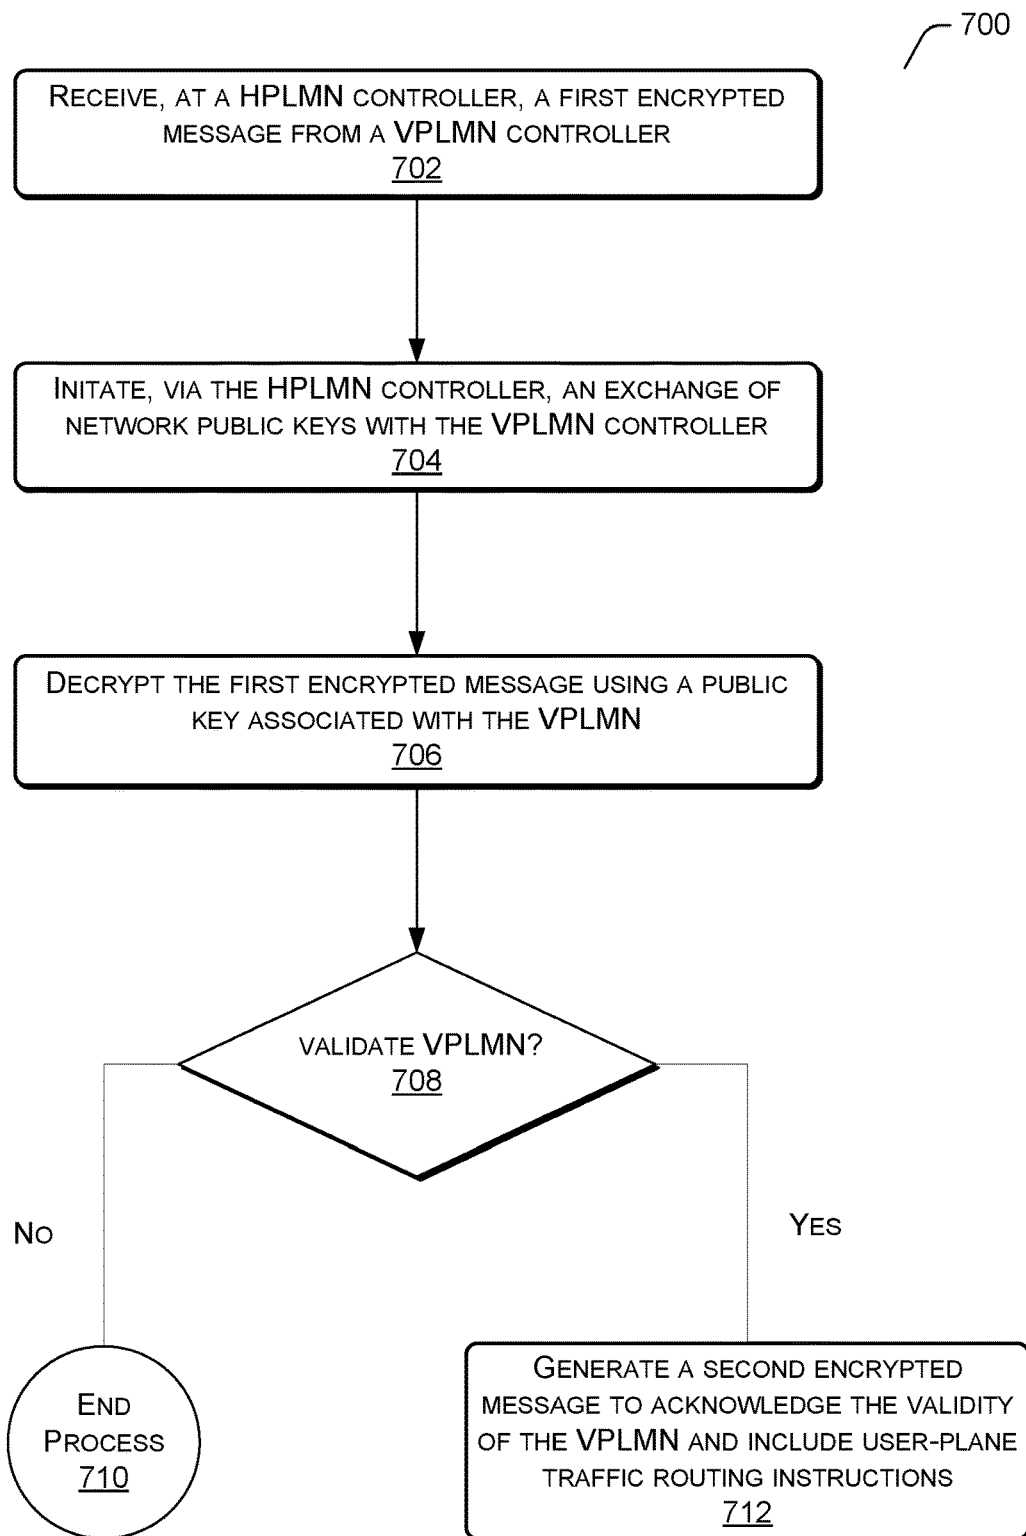 700
RECEIVE, AT A HPLMN CONTROLLER, A FIRST ENCRYPTED
MESSAGE FROM A VPLMN CONTROLLER
702
INITATE, VIA THE HPLMN CONTROLLER, AN EXCHANGE OF
NETWORK PUBLIC KEYS WITH THE VPLMN CONTROLLER
704
DECRYPT THE FIRST ENCRYPTED MESSAGE USING A PUBLIC
KEY ASSOCIATED WITH THE VPLMN
706
VALIDATE VPLMN?
708
NO
YES
END
PROCESS
710
GENERATE A SECOND ENCRYPTED
MESSAGE TO ACKNOWLEDGE THE VALIDITY
OF THE VPLMN AND INCLUDE USER-PLANE
TRAFFIC ROUTING INSTRUCTIONS
712